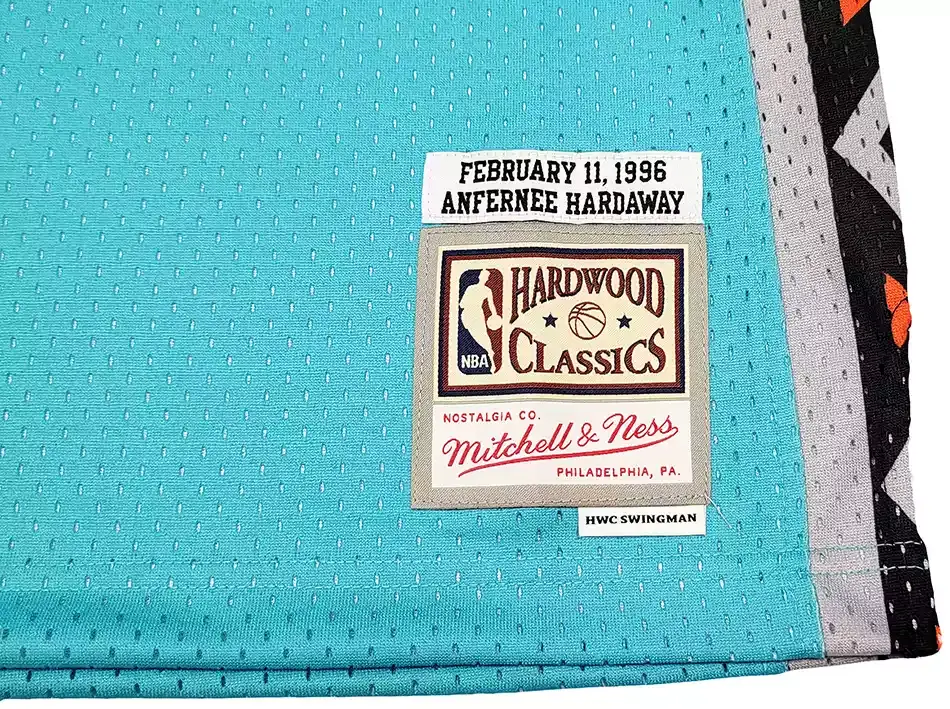 FEBRUARY 11, 1996
ANFERNEE HARDAWAY
HARDWOOD
CLASSICS
NBA
NOSTALGIA CO.
Mitchell & Ness
PHILADELPHIA, PA.
HWC SWINGMAN